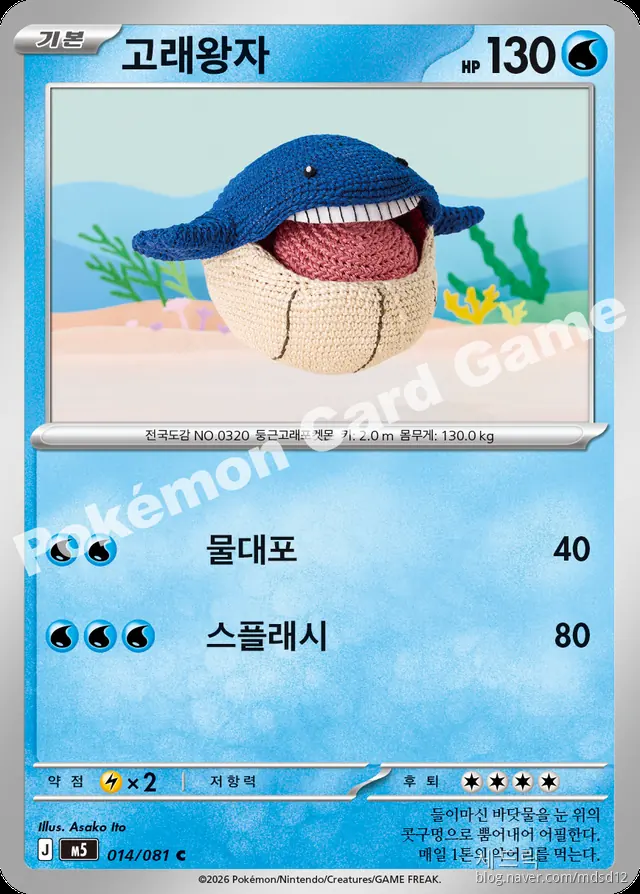 기본 고래왕자 HP 130
전국도감 NO.0320 둥근고래포켓몬 키: 2.0 m 몸무게: 130.0 kg
Pokémon Card Game
물대포 40
스플래시 80
약점 ×2 저항력 후퇴
Illus. Asako Ito
들이마신 바닷물을 눈 위의
콧구멍으로 뿜어내어 어필한다.
매일 1톤의 먹이를 먹는다.
J m5 014/081 C
blog.naver.com/mdsd12
©2026 Pokémon/Nintendo/Creatures/GAME FREAK.